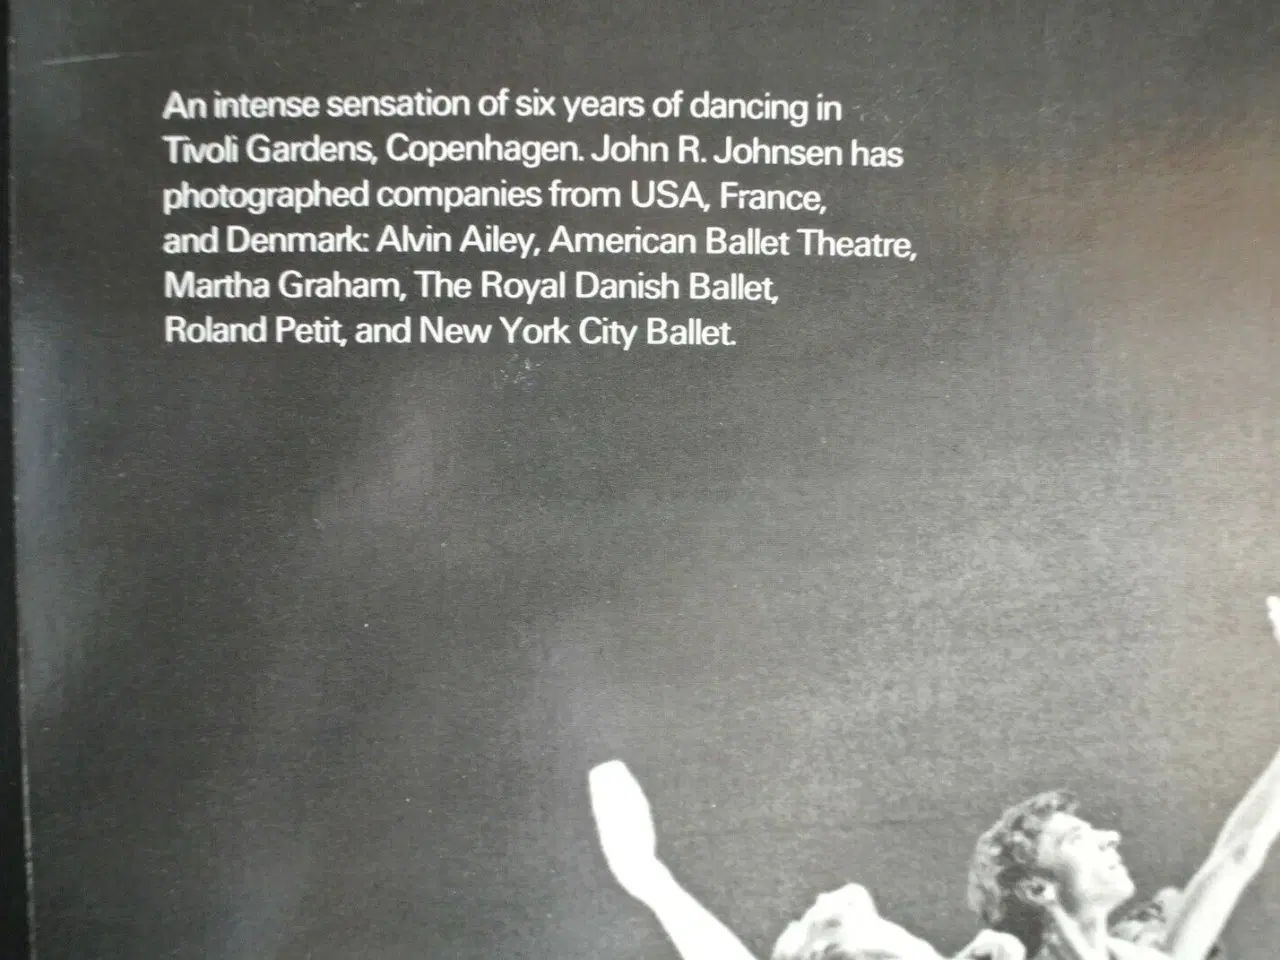 An intense sensation of six years of dancing in
Tivoli Gardens, Copenhagen. John R. Johnsen has
photographed companies from USA, France,
and Denmark: Alvin Ailey, American Ballet Theatre,
Martha Graham, The Royal Danish Ballet,
Roland Petit, and New York City Ballet.